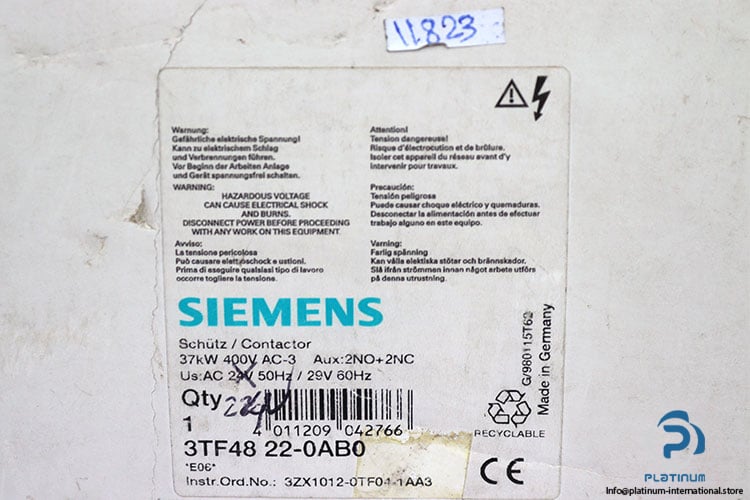 11823
Warnung:
Gefährliche elektrische Spannung!
Kann zu elektrischem Schlag
und Verbrennungen führen.
Vor Beginn der Arbeiten Anlage
und Gerät spannungsfrei schalten.
WARNING:
HAZARDOUS VOLTAGE
CAN CAUSE ELECTRICAL SHOCK
AND BURNS.
DISCONNECT POWER BEFORE PROCEEDING
WITH ANY WORK ON THIS EQUIPMENT.
Avviso:
La tensione pericolosa
Può causare elettroshock e ustioni.
Prima di eseguire qualsiasi tipo di lavoro
occorre togliere la tensione.
Attention!
Tension dangereuse!
Risque d'électrocution et de brûlure.
Isoler cet appareil du réseau avant d'y
intervenir pour travaux.
Precaución:
Tensión peligrosa
Puede causar choque eléctrico y quemaduras.
Desconectar la alimentación antes de efectuar
trabajo alguno en este equipo.
Varning:
Farlig spänning
Kan vålla elektiska stötar och brännskador.
Slå ifrån strömmen innan något arbete utförs
på denna utrustning.
SIEMENS
Schütz / Contactor
37kW 400V AC-3 Aux:2NO+2NC
Us:AC 24V 50Hz / 29V 60Hz
Qty
1
4 011209 042766
3TF48 22-0AB0
*E06*
Instr.Ord.No.: 3ZX1012-0TF04-1AA3
RECYCLABLE
CE
G/980115T62
Made in Germany
PLATINUM
INTERNATIONAL
Info@platinum-international.store